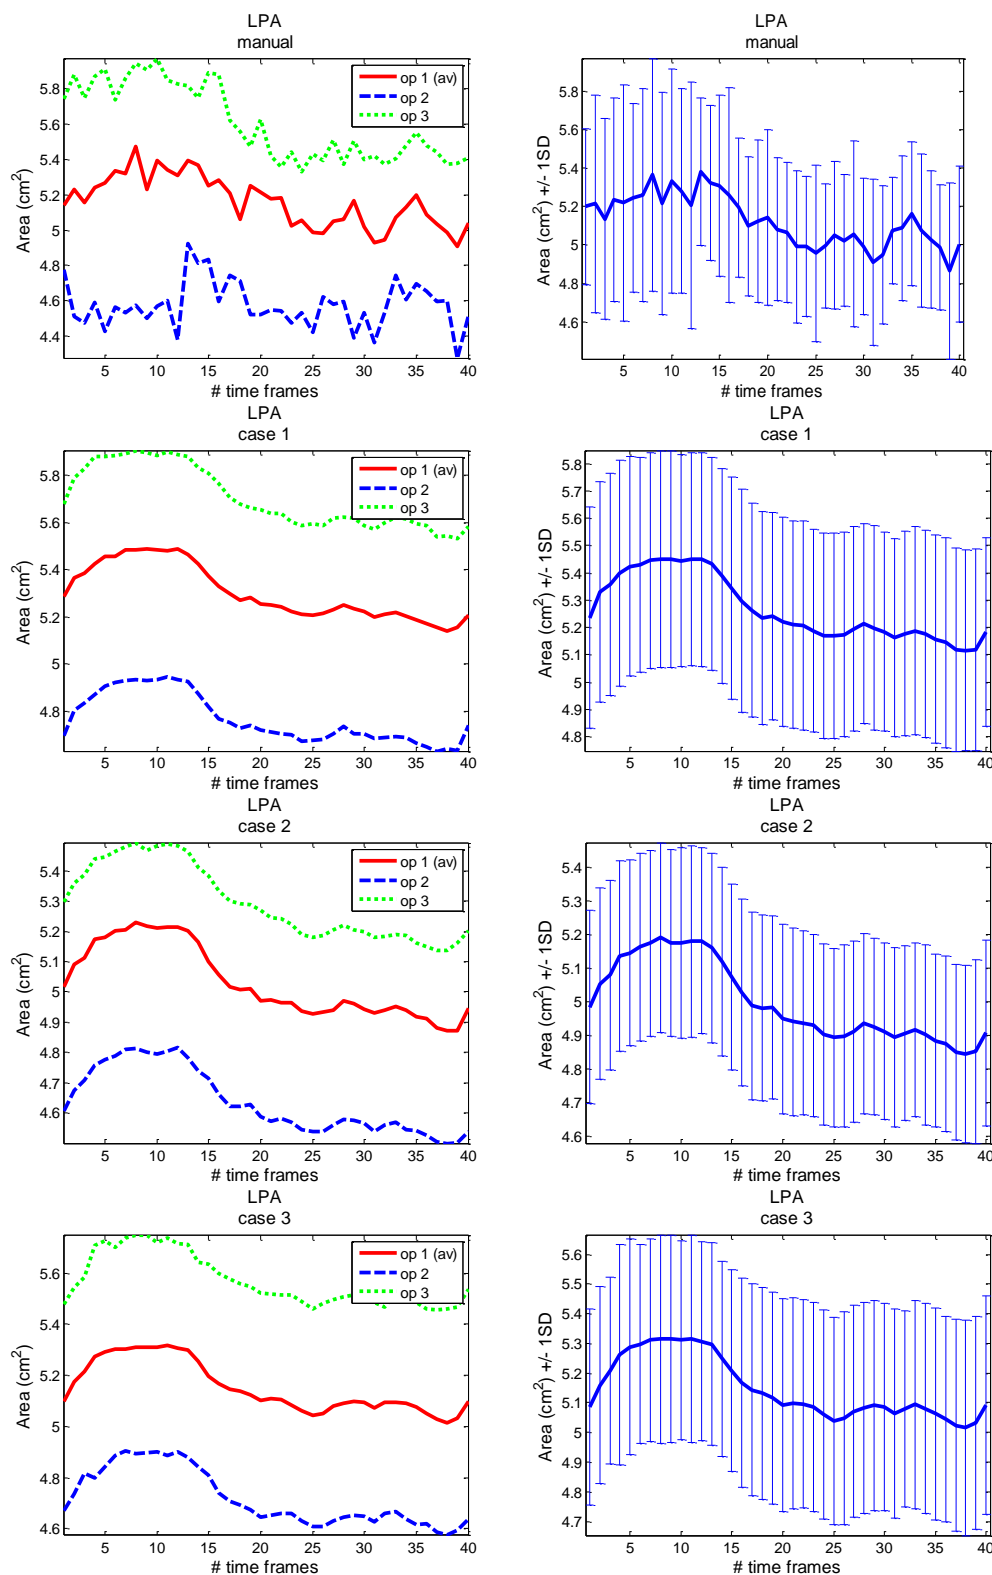 LPA
manual
Area (cm2)
5.8
5.6
5.4
5.2
5
4.8
4.6
4.4
op 1 (av)
op 2
op 3
5 10 15 20 25 30 35 40
# time frames
LPA
manual
Area (cm2) +/- 1SD
5.8
5.6
5.4
5.2
5
4.8
4.6
5 10 15 20 25 30 35 40
# time frames
LPA
case 1
Area (cm2)
5.8
5.6
5.4
5.2
5
4.8
op 1 (av)
op 2
op 3
5 10 15 20 25 30 35 40
# time frames
LPA
case 1
Area (cm2) +/- 1SD
5.8
5.7
5.6
5.5
5.4
5.3
5.2
5.1
5
4.9
4.8
5 10 15 20 25 30 35 40
# time frames
LPA
case 2
Area (cm2)
5.4
5.3
5.2
5.1
5
4.9
4.8
4.7
4.6
op 1 (av)
op 2
op 3
5 10 15 20 25 30 35 40
# time frames
LPA
case 2
Area (cm2) +/- 1SD
5.4
5.3
5.2
5.1
5
4.9
4.8
4.7
4.6
5 10 15 20 25 30 35 40
# time frames
LPA
case 3
Area (cm2)
5.6
5.4
5.2
5
4.8
4.6
op 1 (av)
op 2
op 3
5 10 15 20 25 30 35 40
# time frames
LPA
case 3
Area (cm2) +/- 1SD
5.6
5.5
5.4
5.3
5.2
5.1
5
4.9
4.8
4.7
5 10 15 20 25 30 35 40
# time frames